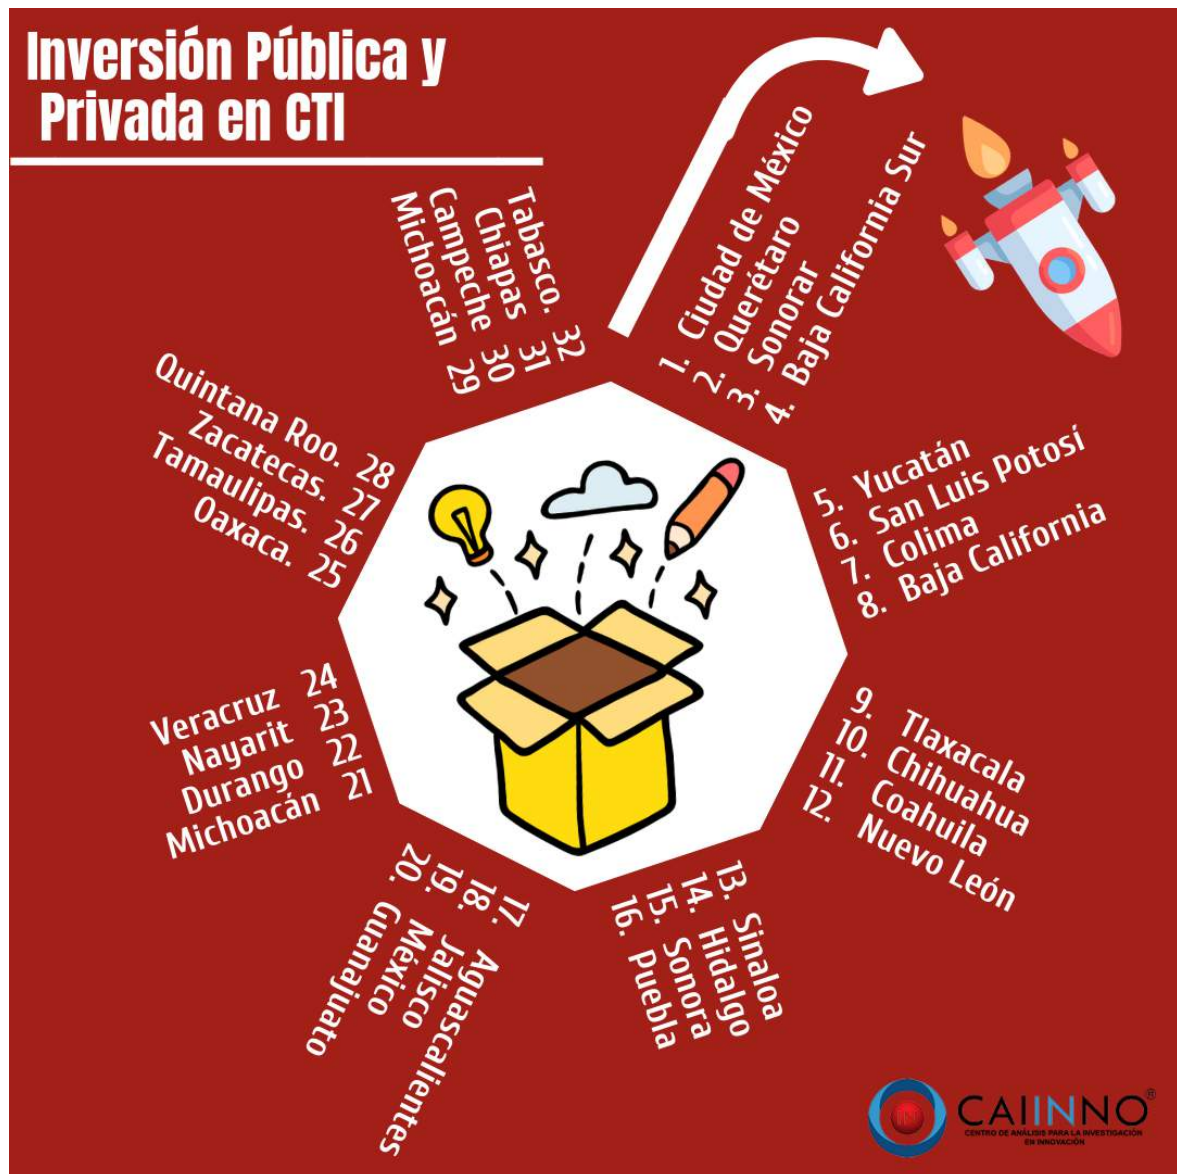 Inversión Pública y
Privada en CTI
1. Ciudad de México
2. Querétaro
3. Sonorar
4. Baja California Sur
5. Yucatán
6. San Luis Potosí
7. Colima
8. Baja California
9. Tlaxacala
10. Chihuahua
11. Coahuila
12. Nuevo León
13. Sinaloa
14. Hidalgo
15. Sonora
16. Puebla
17. Aguascalientes
18. Jalisco
19. México
20. Guanajuato
Michoacán 21
Durango 22
Nayarit 23
Veracruz 24
Oaxaca. 25
Tamaulipas. 26
Zacatecas. 27
Quintana Roo. 28
Michoacán 29
Campeche 30
Chiapas 31
Tabasco. 32
IN
CAIINNO®
CENTRO DE ANÁLISIS PARA LA INVESTIGACIÓN
EN INNOVACIÓN